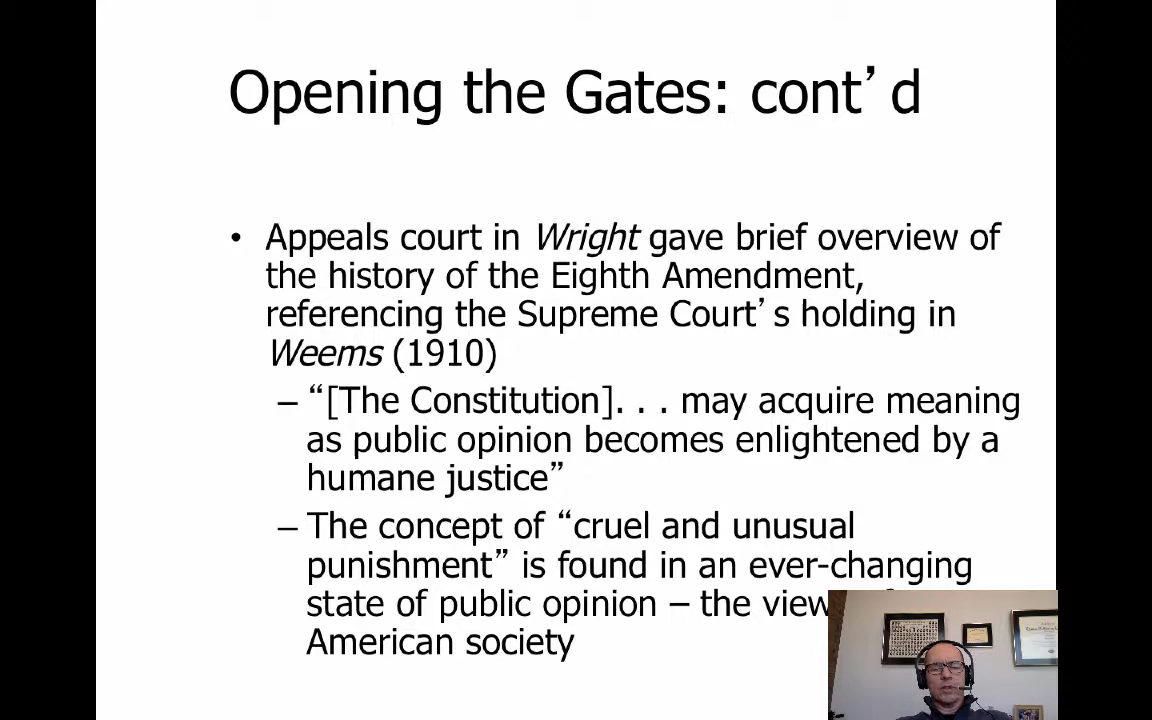 Opening the Gates: cont’d
• Appeals court in Wright gave brief overview of
the history of the Eighth Amendment,
referencing the Supreme Court’s holding in
Weems (1910)
– “[The Constitution]. . . may acquire meaning
as public opinion becomes enlightened by a
humane justice”
– The concept of “cruel and unusual
punishment” is found in an ever-changing
state of public opinion – the view
American society